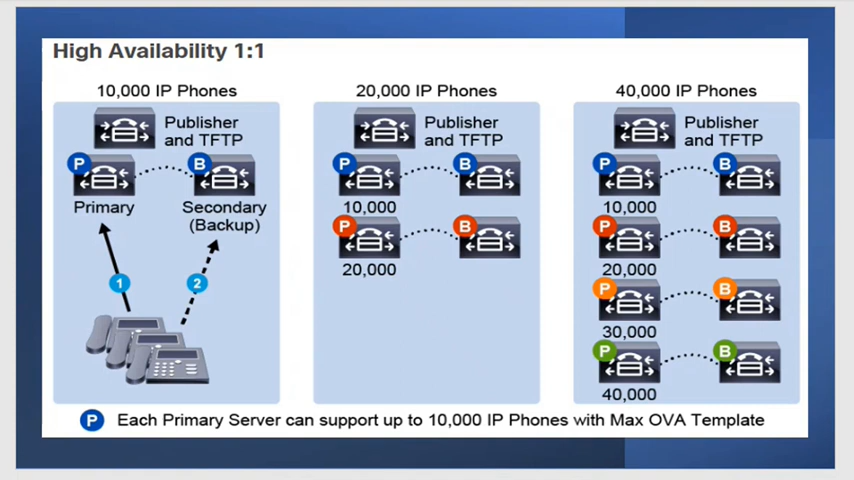 High Availability 1:1
10,000 IP Phones
Publisher
and TFTP
P
B
Primary
Secondary
(Backup)
1
2
20,000 IP Phones
Publisher
and TFTP
P
B
10,000
P
B
20,000
40,000 IP Phones
Publisher
and TFTP
P
B
10,000
P
B
20,000
P
B
30,000
P
B
40,000
P Each Primary Server can support up to 10,000 IP Phones with Max OVA Template